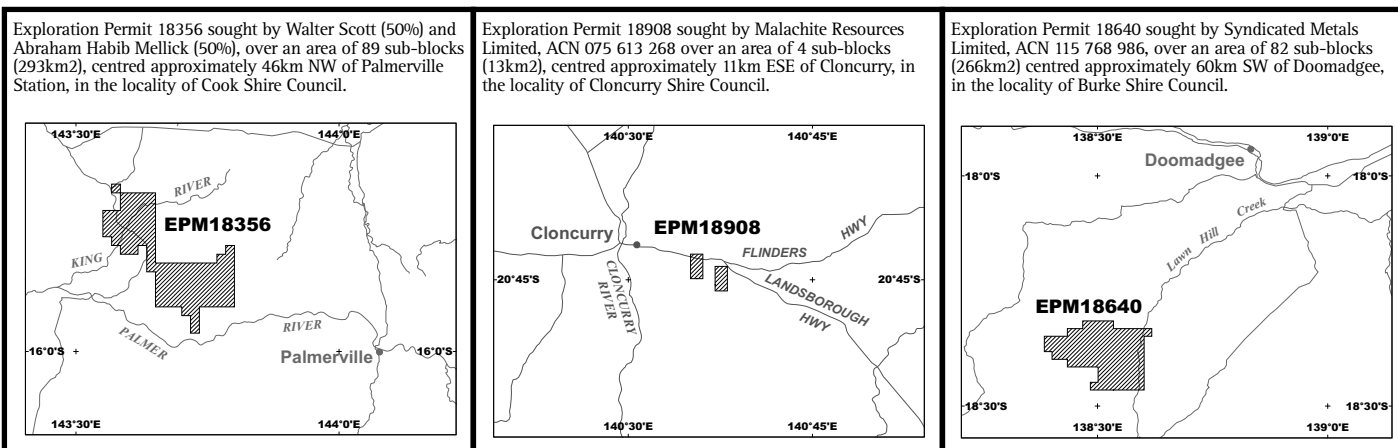 Exploration Permit 18356 sought by Walter Scott (50%) and
Abraham Habib Mellick (50%), over an area of 89 sub-blocks
(293km2), centred approximately 46km NW of Palmerville
Station, in the locality of Cook Shire Council.
143°30'E
144°0'E
RIVER
EPM18356
KING
PALMER
RIVER
Palmerville
16°0'S
16°0'S
143°30'E
144°0'E
Exploration Permit 18908 sought by Malachite Resources
Limited, ACN 075 613 268 over an area of 4 sub-blocks
(13km2), centred approximately 11km ESE of Cloncurry, in
the locality of Cloncurry Shire Council.
140°30'E
140°45'E
Cloncurry
EPM18908
FLINDERS
HWY
CLONCURRY
RIVER
LANDSBOROUGH
HWY
20°45'S
20°45'S
140°30'E
140°45'E
Exploration Permit 18640 sought by Syndicated Metals
Limited, ACN 115 768 986, over an area of 82 sub-blocks
(266km2) centred approximately 60km SW of Doomadgee,
in the locality of Burke Shire Council.
138°30'E
139°0'E
Doomadgee
18°0'S
18°0'S
Lawn Hill Creek
EPM18640
18°30'S
18°30'S
138°30'E
139°0'E